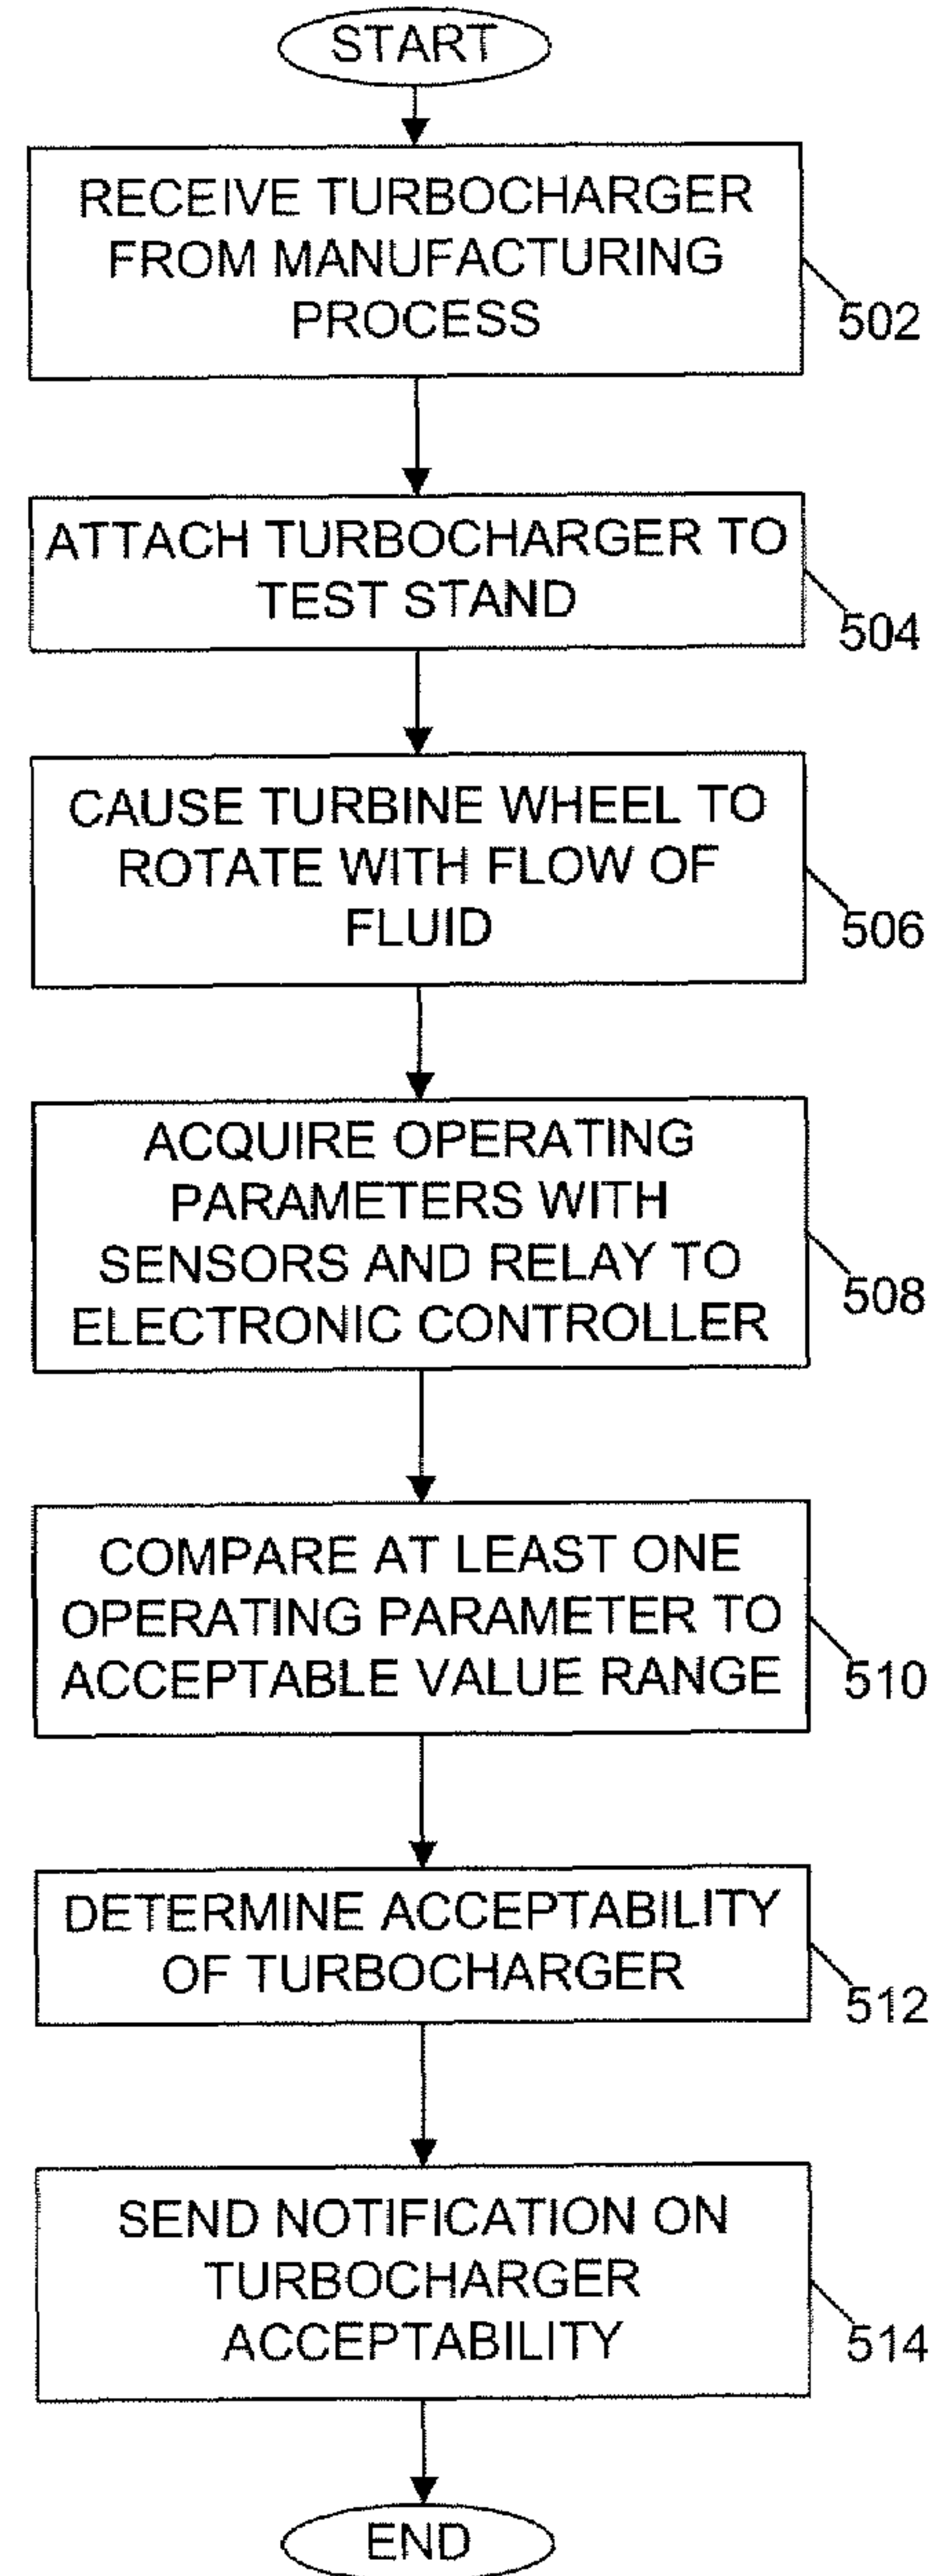 START
RECEIVE TURBOCHARGER
FROM MANUFACTURING
PROCESS
502
ATTACH TURBOCHARGER TO
TEST STAND
504
CAUSE TURBINE WHEEL TO
ROTATE WITH FLOW OF
FLUID
506
ACQUIRE OPERATING
PARAMETERS WITH
SENSORS AND RELAY TO
ELECTRONIC CONTROLLER
508
COMPARE AT LEAST ONE
OPERATING PARAMETER TO
ACCEPTABLE VALUE RANGE
510
DETERMINE ACCEPTABILITY
OF TURBOCHARGER
512
SEND NOTIFICATION ON
TURBOCHARGER
ACCEPTABILITY
514
END